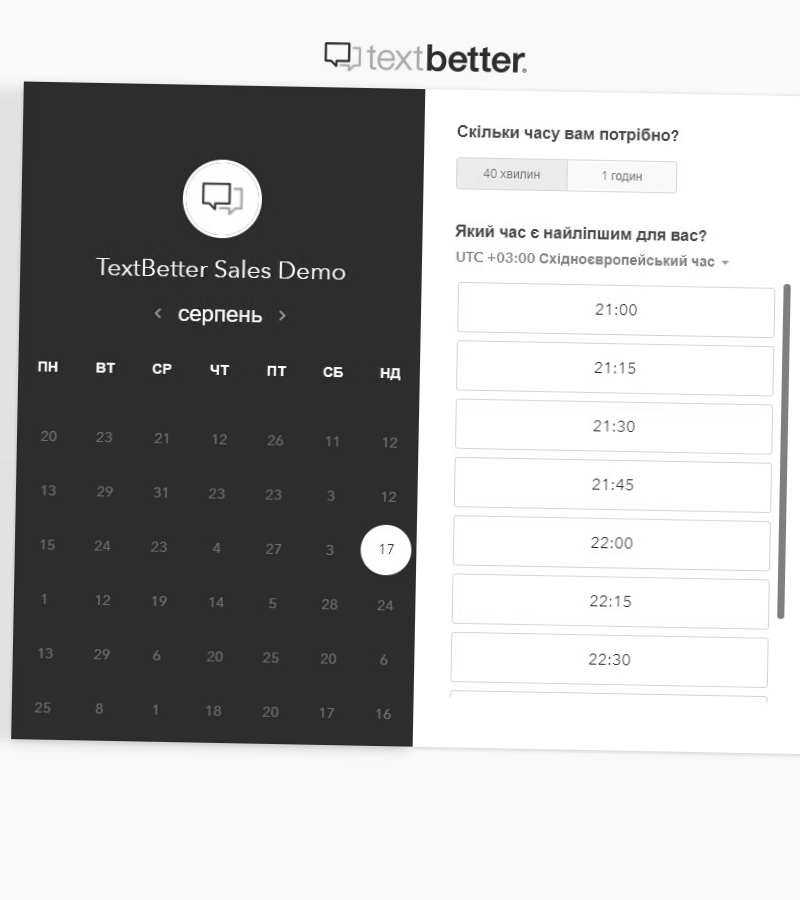 textbetter.
TextBetter Sales Demo
серпень
ПН ВТ СР ЧТ ПТ СБ НД
20 23 21 12 26 11 12
13 29 31 23 23 3 12
15 24 23 4 27 3 17
1 12 19 14 5 28 24
13 29 6 20 25 20 6
25 8 1 18 20 17 16
Скільки часу вам потрібно?
40 хвилин 1 годин
Який час є найліпшим для вас?
UTC +03:00 Східноєвропейський час
21:00
21:15
21:30
21:45
22:00
22:15
22:30